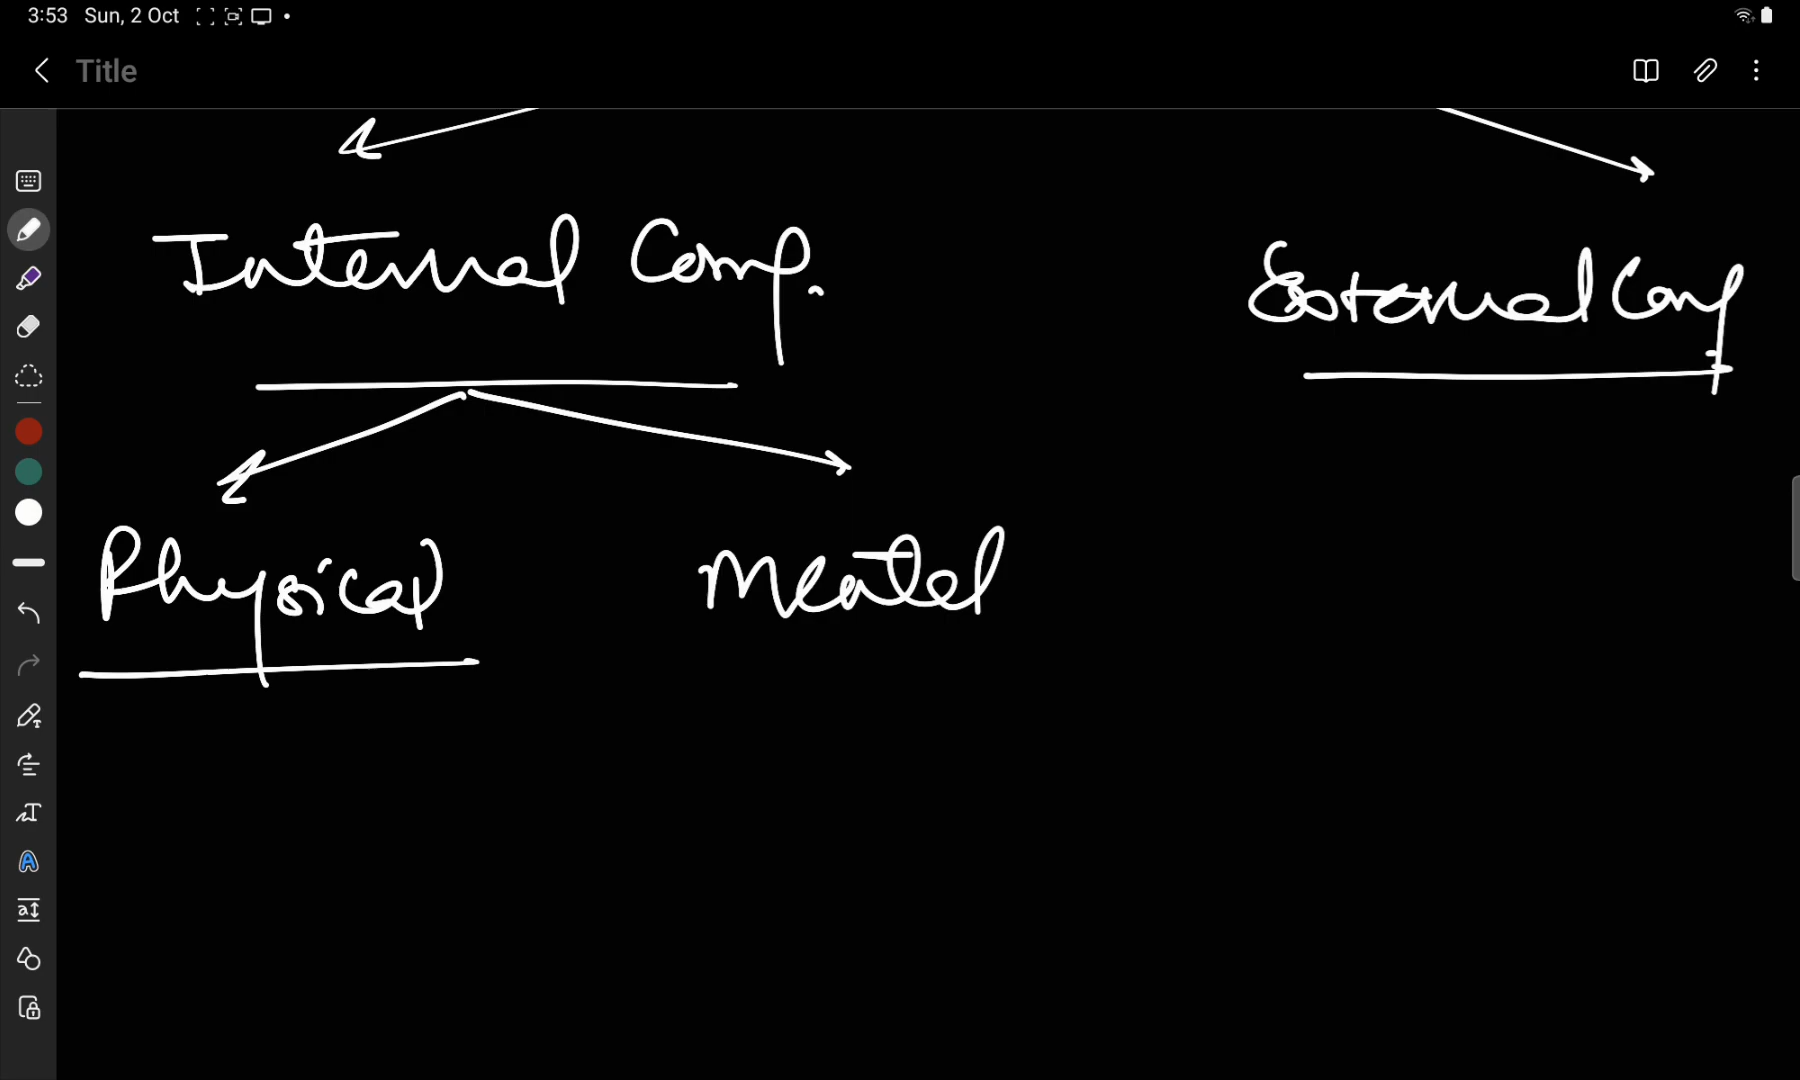 3:53 Sun, 2 Oct
Title
Internal Comp.
External Comp
Physical
Mental